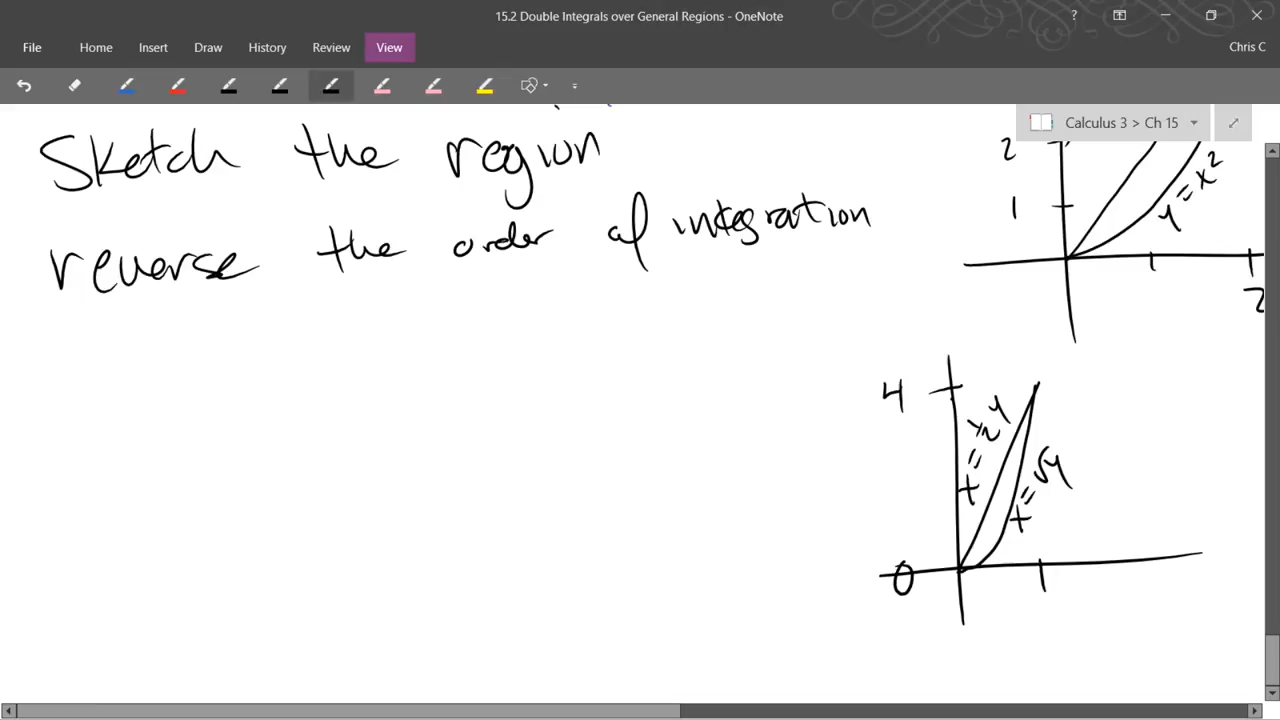 15.2 Double Integrals over General Regions - OneNote
?
File Home Insert Draw History Review View
Chris C
Calculus 3 > Ch 15
Sketch the region
reverse the order of integration
2
1
y = x²
2
4
x = ½y
x = √y
0